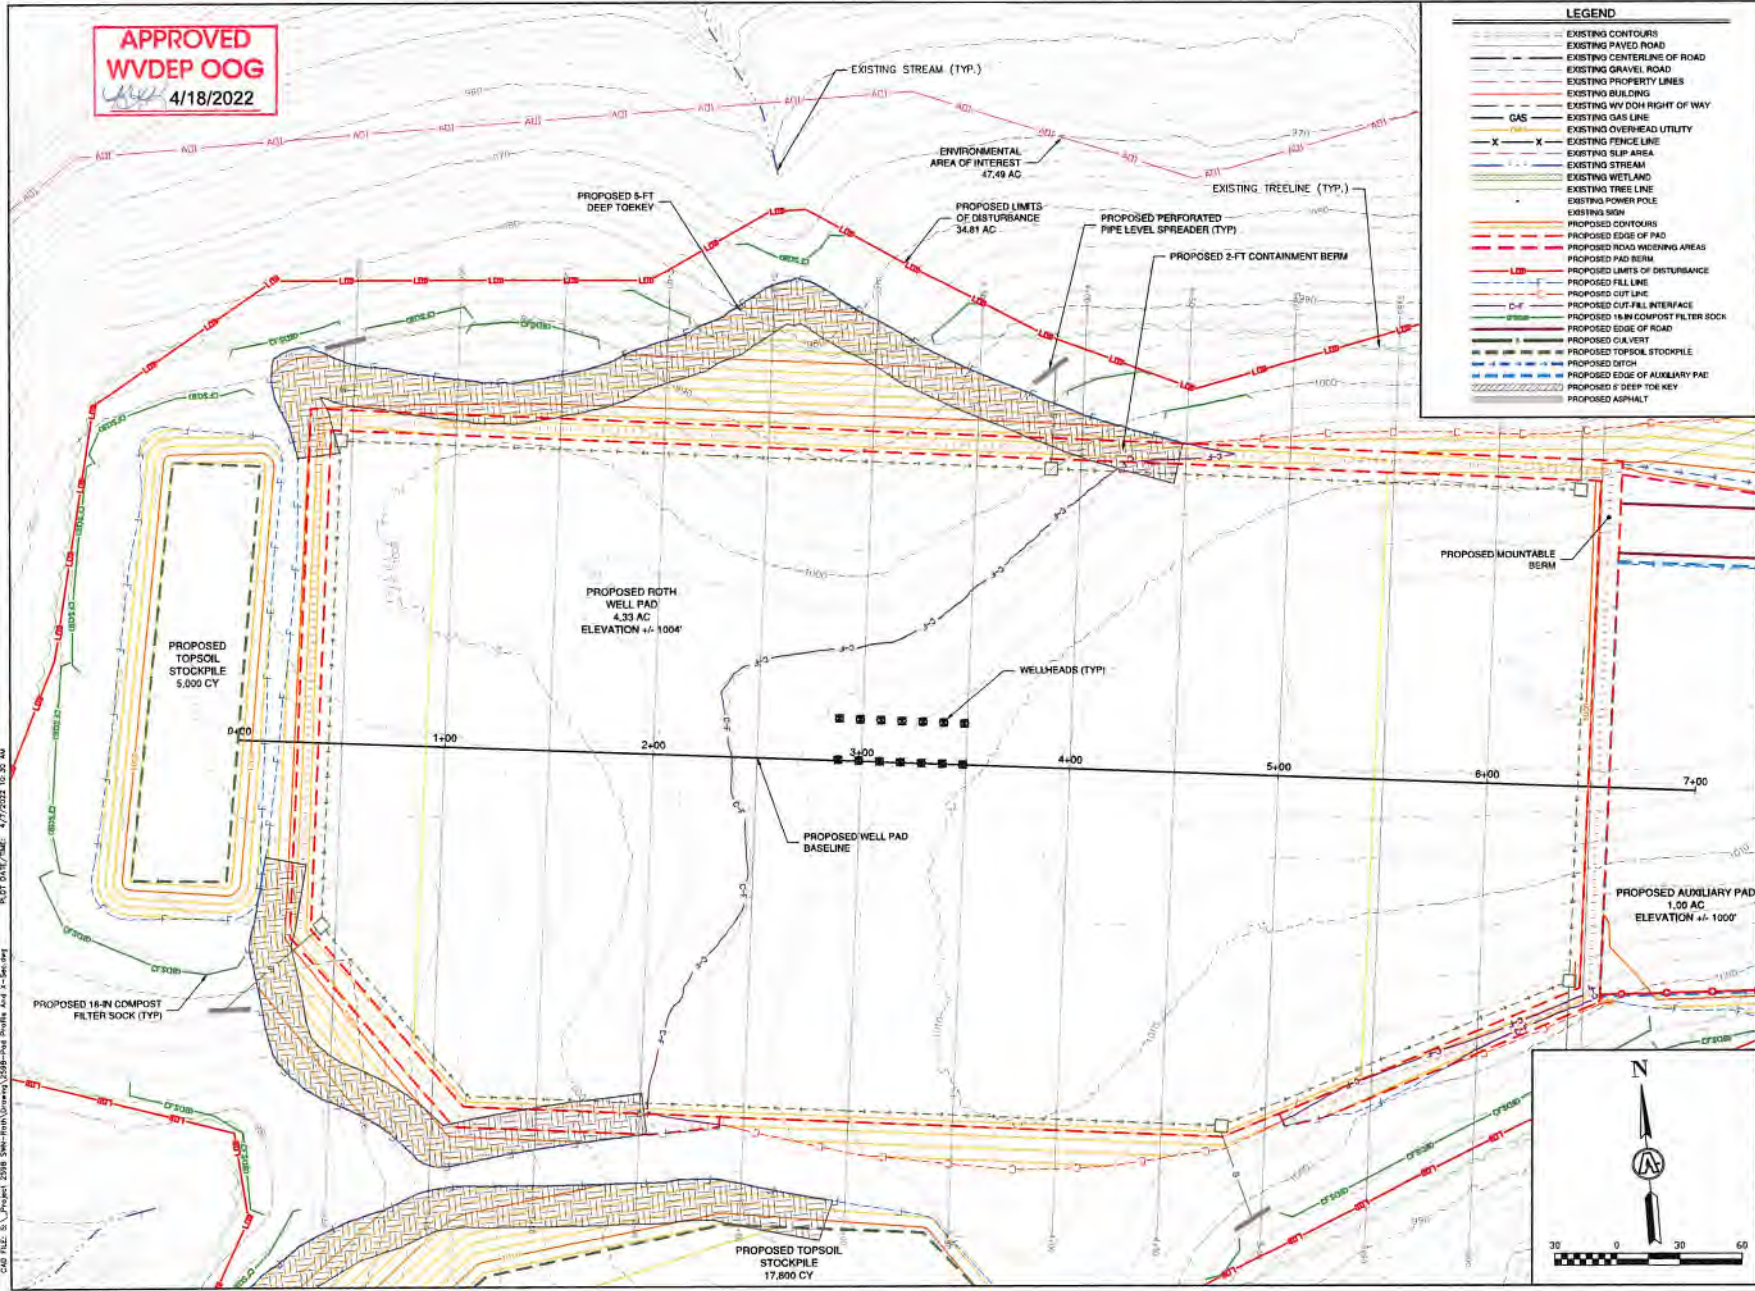 APPROVED
WVDEP OOG
4/18/2022
EXISTING STREAM (TYP.)
ENVIRONMENTAL
AREA OF INTEREST
47.49 AC
EXISTING TREELINE (TYP.)
PROPOSED 5-FT
DEEP TOEKEY
PROPOSED LIMITS
OF DISTURBANCE
34.81 AC
PROPOSED PERFORATED
PIPE LEVEL SPREADER (TYP)
PROPOSED 2-FT CONTAINMENT BERM
LEGEND
EXISTING CONTOURS
EXISTING PAVED ROAD
EXISTING CENTERLINE OF ROAD
EXISTING GRAVEL ROAD
EXISTING PROPERTY LINES
EXISTING BUILDING
EXISTING WV DOH RIGHT OF WAY
GAS EXISTING GAS LINE
EXISTING OVERHEAD UTILITY
X X EXISTING FENCE LINE
EXISTING SLIP AREA
EXISTING STREAM
EXISTING WETLAND
EXISTING TREE LINE
EXISTING POWER POLE
EXISTING SIGN
PROPOSED CONTOURS
PROPOSED EDGE OF PAD
PROPOSED ROAD WIDENING AREAS
PROPOSED PAD BERM
LOD PROPOSED LIMITS OF DISTURBANCE
F PROPOSED FILL LINE
C PROPOSED CUT LINE
C-F PROPOSED CUT-FILL INTERFACE
PROPOSED 18-IN COMPOST FILTER SOCK
PROPOSED EDGE OF ROAD
PROPOSED CULVERT
PROPOSED TOPSOIL STOCKPILE
PROPOSED DITCH
PROPOSED EDGE OF AUXILIARY PAD
PROPOSED 5' DEEP TOE KEY
PROPOSED ASPHALT
PROPOSED MOUNTABLE
BERM
PROPOSED ROTH
WELL PAD
4.33 AC
ELEVATION +/- 1004'
PROPOSED
TOPSOIL
STOCKPILE
5,000 CY
WELLHEADS (TYP)
0+00
1+00
2+00
3+00
4+00
5+00
6+00
7+00
PROPOSED WELL PAD
BASELINE
PROPOSED AUXILIARY PAD
1.00 AC
ELEVATION +/- 1000'
PROPOSED 18-IN COMPOST
FILTER SOCK (TYP)
PROPOSED TOPSOIL
STOCKPILE
17,800 CY
N
30 0 30 60
PLOT DATE/TIME: 4/7/2022 10:30 AM